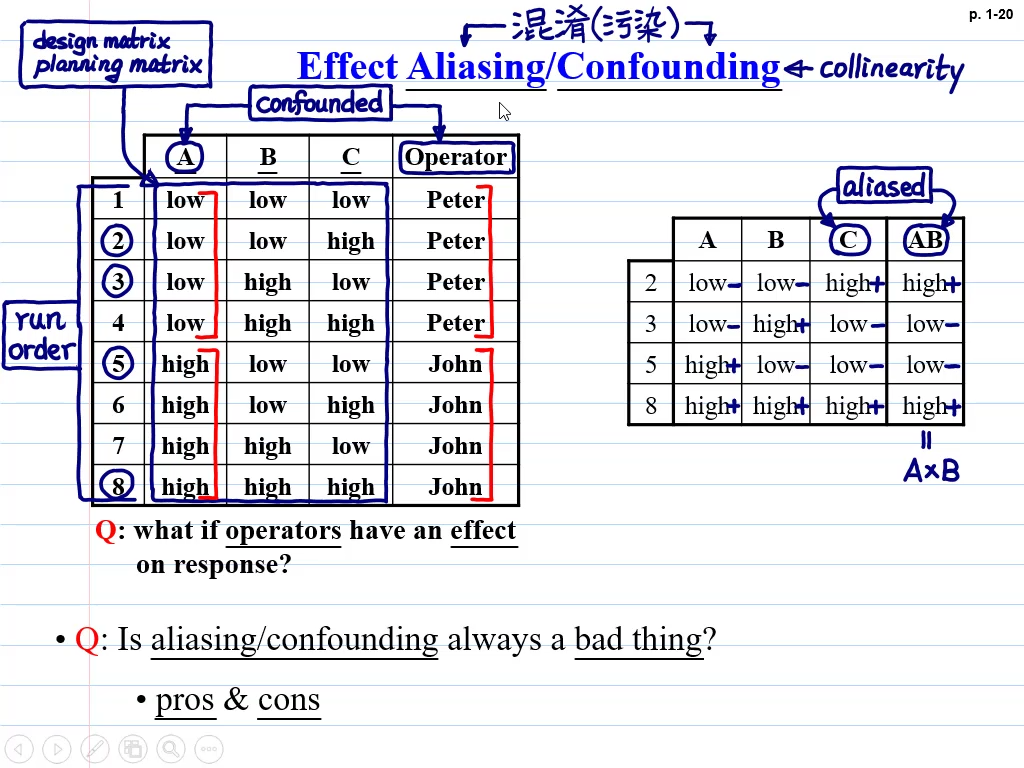 p. 1-20
混淆(污染)
design matrix
planning matrix
Effect Aliasing/Confounding ← collinearity
confounded
A B C Operator
1 low low low Peter
2 low low high Peter
3 low high low Peter
4 low high high Peter
5 high low low John
6 high low high John
7 high high low John
8 high high high John
run
order
aliased
A B C AB
2 low− low− high+ high+
3 low− high+ low− low−
5 high+ low− low− low−
8 high+ high+ high+ high+
=
A×B
Q: what if operators have an effect
on response?
• Q: Is aliasing/confounding always a bad thing?
• pros & cons